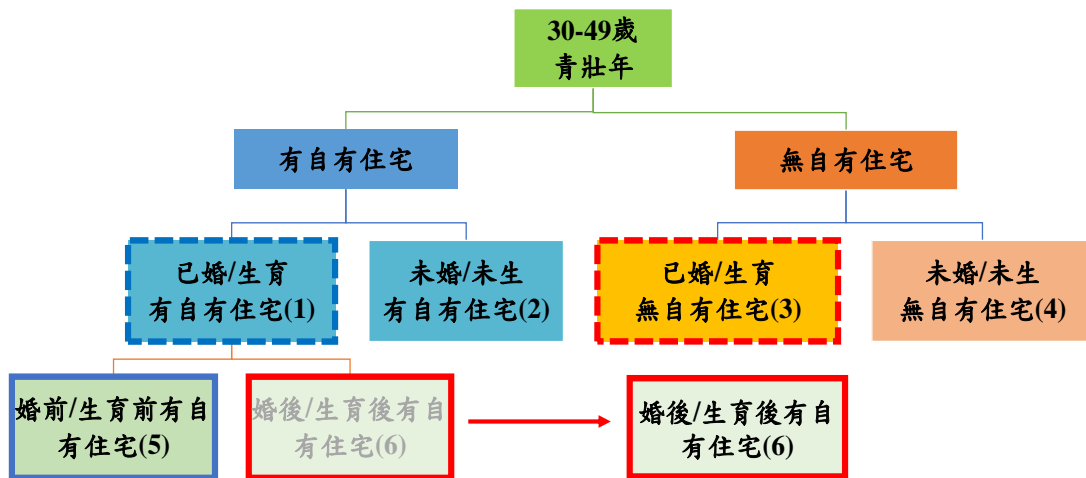 30-49歲
青壯年
有自有住宅
無自有住宅
已婚/生育
有自有住宅(1)
未婚/未生
有自有住宅(2)
已婚/生育
無自有住宅(3)
未婚/未生
無自有住宅(4)
婚前/生育前有自
有住宅(5)
婚後/生育後有自
有住宅(6)
婚後/生育後有自
有住宅(6)